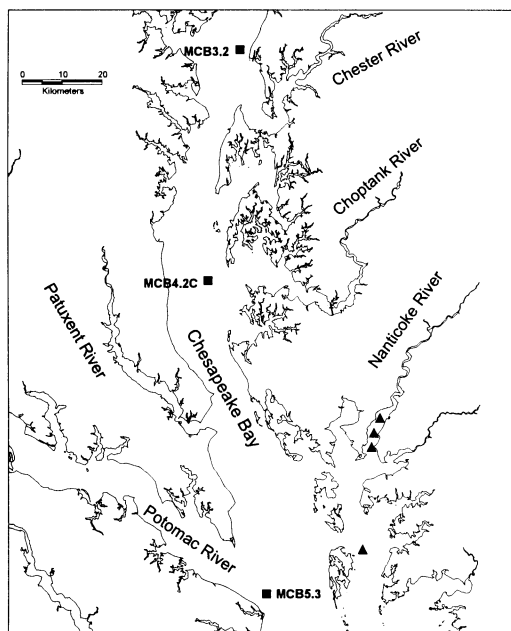 MCB3.2
Chester River
0 10 20
Kilometers
Choptank River
MCB4.2C
Patuxent River
Chesapeake Bay
Nanticoke River
Potomac River
MCB5.3